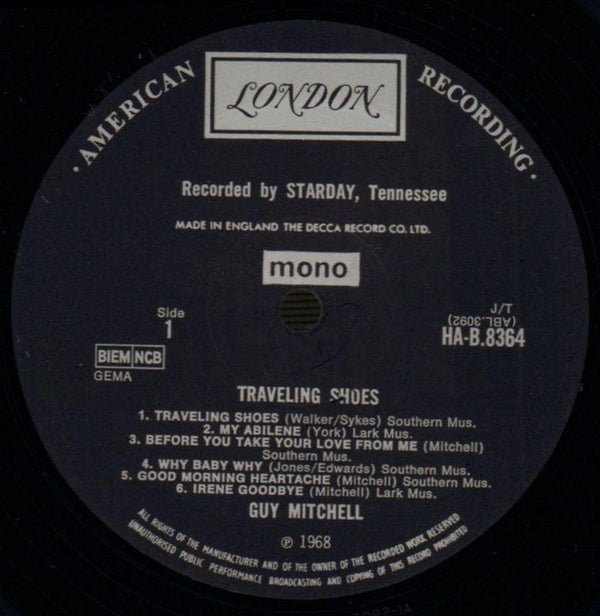 · AMERICAN RECORDING ·
LONDON
Recorded by STARDAY, Tennessee
MADE IN ENGLAND THE DECCA RECORD CO. LTD.
mono
Side
1
BIEM NCB
GEMA
J/T
(ABL.3092)
HA-B.8364
TRAVELING SHOES
1. TRAVELING SHOES (Walker/Sykes) Southern Mus.
2. MY ABILENE (York) Lark Mus.
3. BEFORE YOU TAKE YOUR LOVE FROM ME (Mitchell)
Southern Mus.
4. WHY BABY WHY (Jones/Edwards) Southern Mus.
5. GOOD MORNING HEARTACHE (Mitchell) Southern Mus.
6. IRENE GOODBYE (Mitchell) Lark Mus.
GUY MITCHELL
℗ 1968
ALL RIGHTS OF THE MANUFACTURER AND OF THE OWNER OF THE RECORDED WORK RESERVED
UNAUTHORISED PUBLIC PERFORMANCE BROADCASTING AND COPYING OF THIS RECORD PROHIBITED